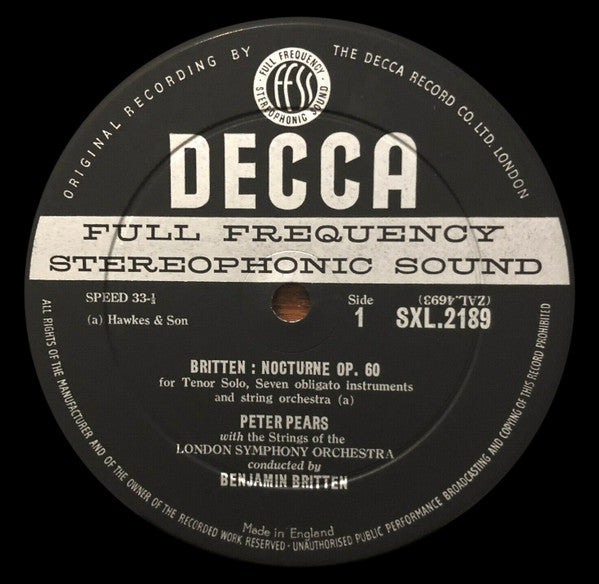 ORIGINAL RECORDING BY THE DECCA RECORD CO. LTD. LONDON
FULL FREQUENCY
FFSS
STEREOPHONIC SOUND
DECCA
FULL FREQUENCY
STEREOPHONIC SOUND
SPEED 33-⅓
(a) Hawkes & Son
Side
1
(ZAL.4693)
SXL.2189
BRITTEN : NOCTURNE OP. 60
for Tenor Solo, Seven obligato instruments
and string orchestra (a)
PETER PEARS
with the Strings of the
LONDON SYMPHONY ORCHESTRA
conducted by
BENJAMIN BRITTEN
Made in England
ALL RIGHTS OF THE MANUFACTURER AND OF THE OWNER OF THE RECORDED WORK RESERVED · UNAUTHORISED PUBLIC PERFORMANCE BROADCASTING AND COPYING OF THIS RECORD PROHIBITED